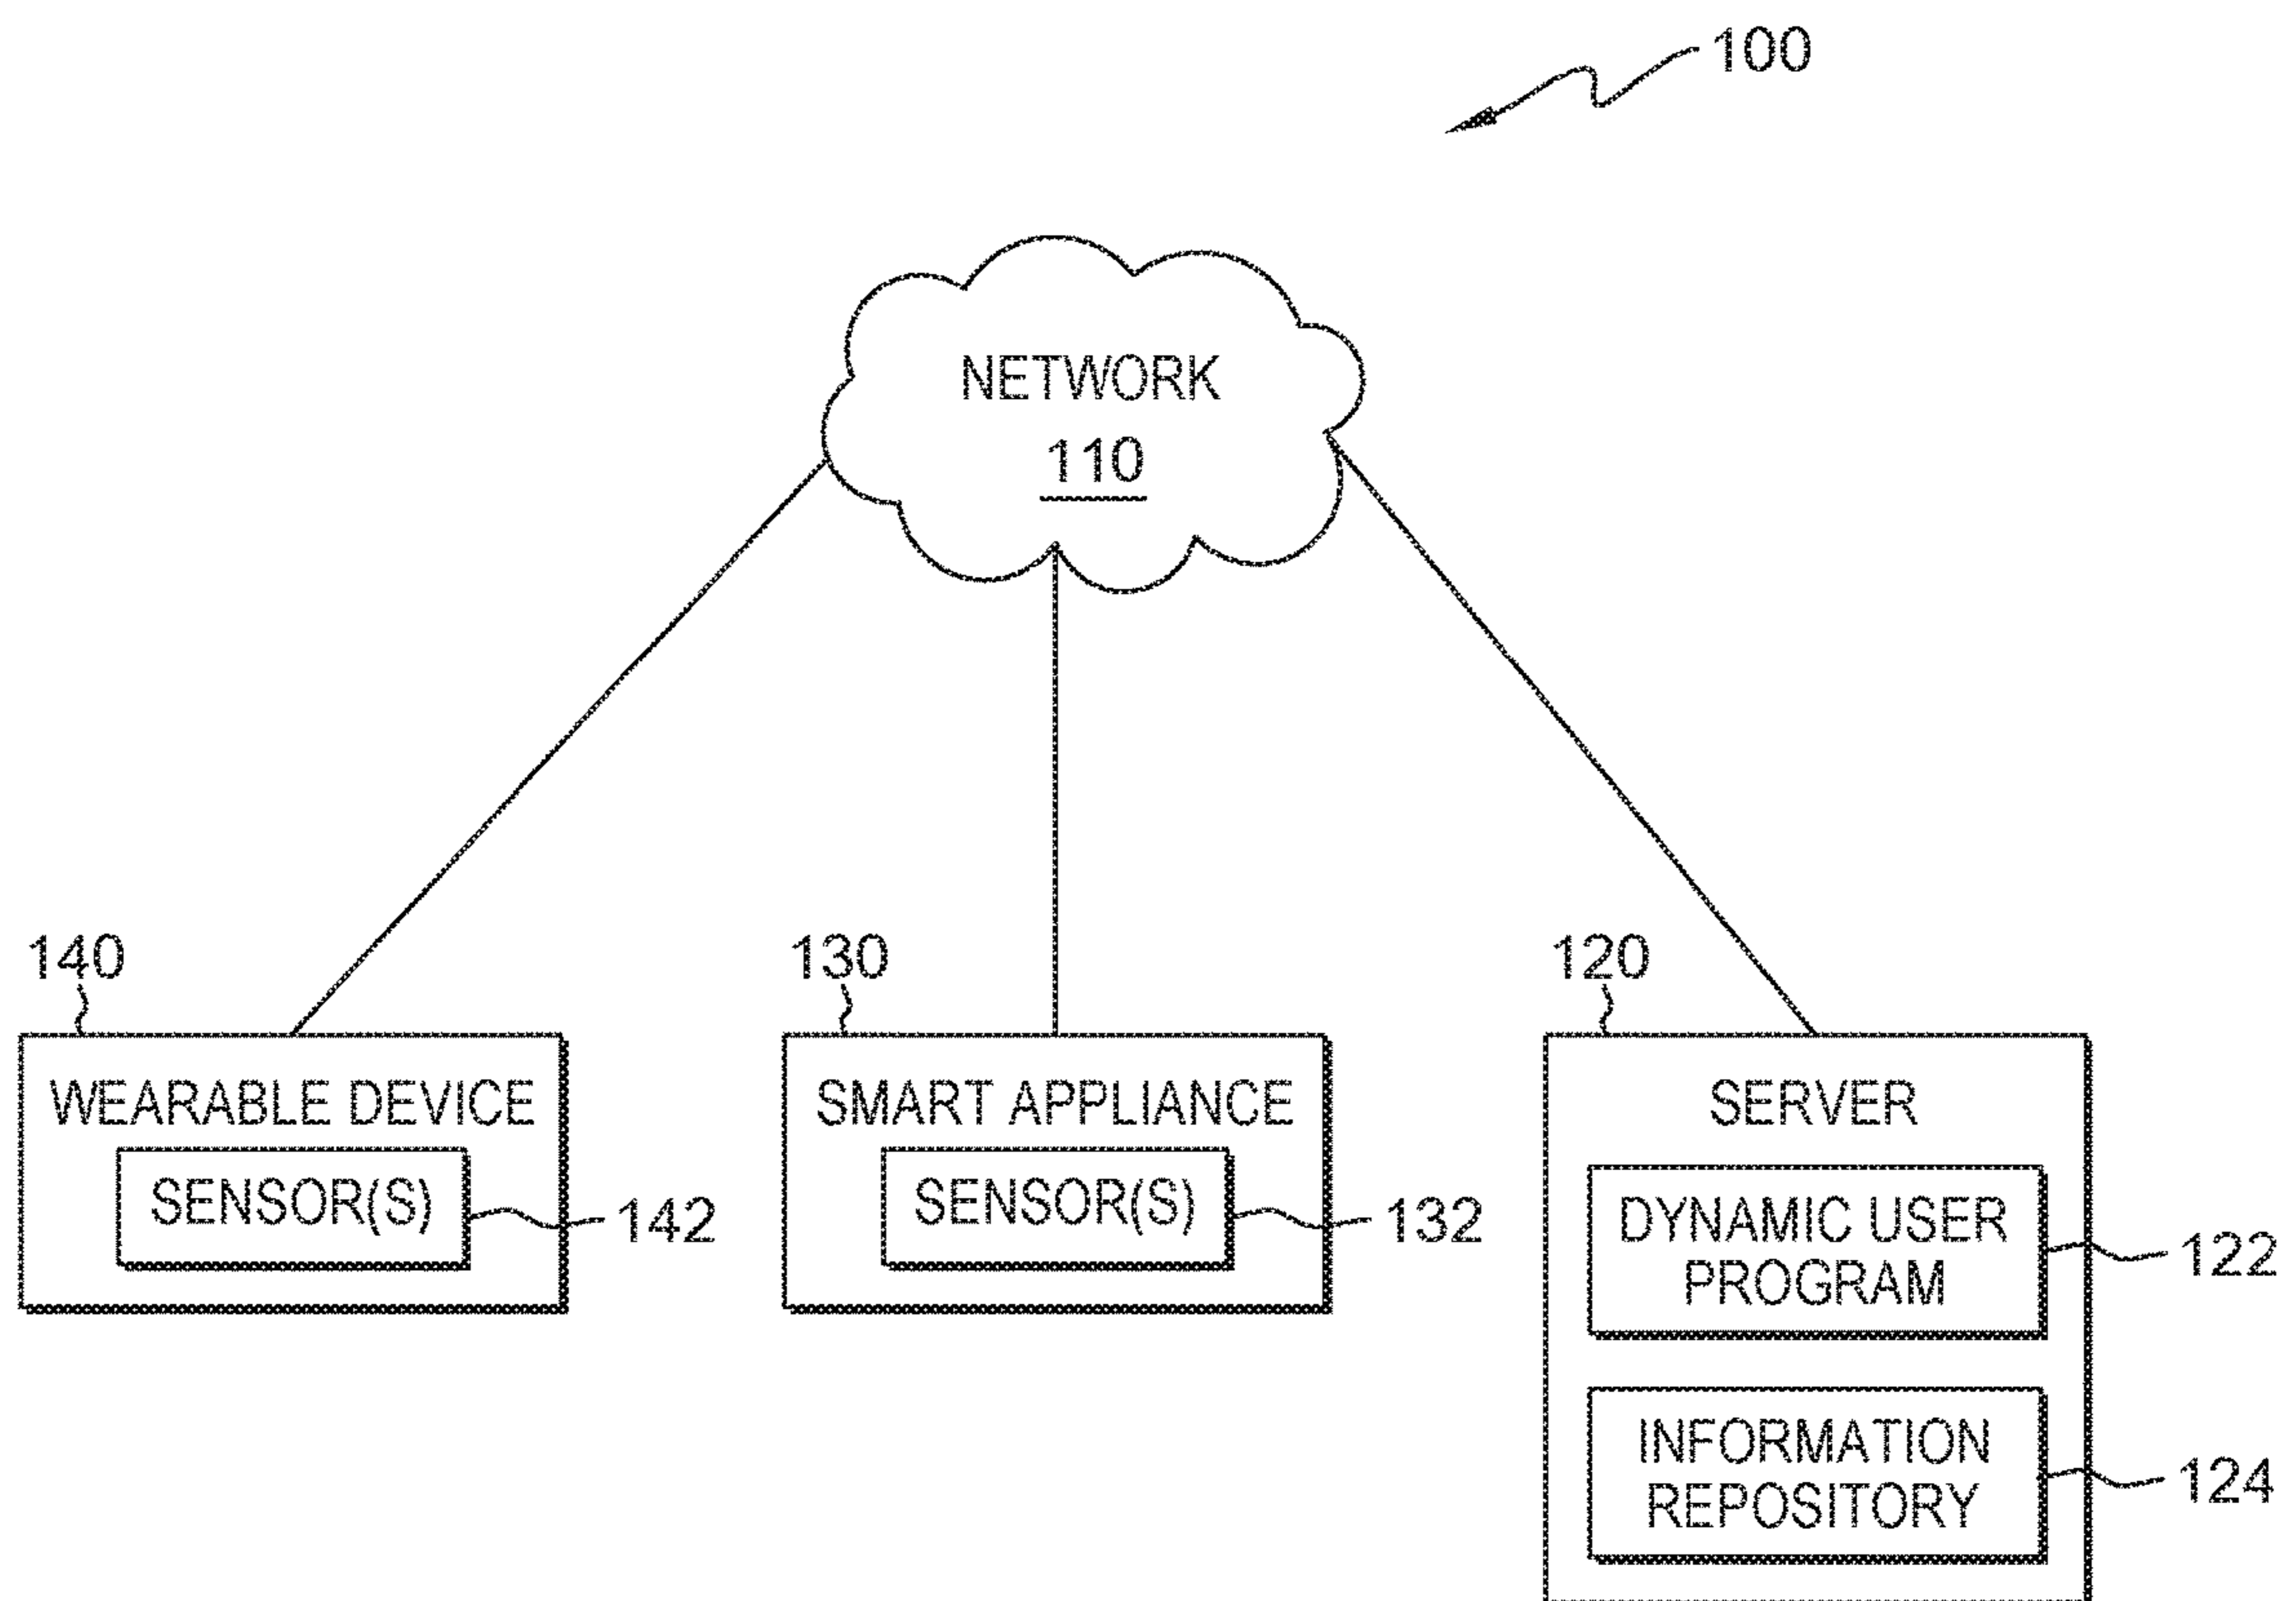 100
NETWORK
110
140
130
120
WEARABLE DEVICE
SENSOR(S)
142
SMART APPLIANCE
SENSOR(S)
132
SERVER
DYNAMIC USER
PROGRAM
122
INFORMATION
REPOSITORY
124